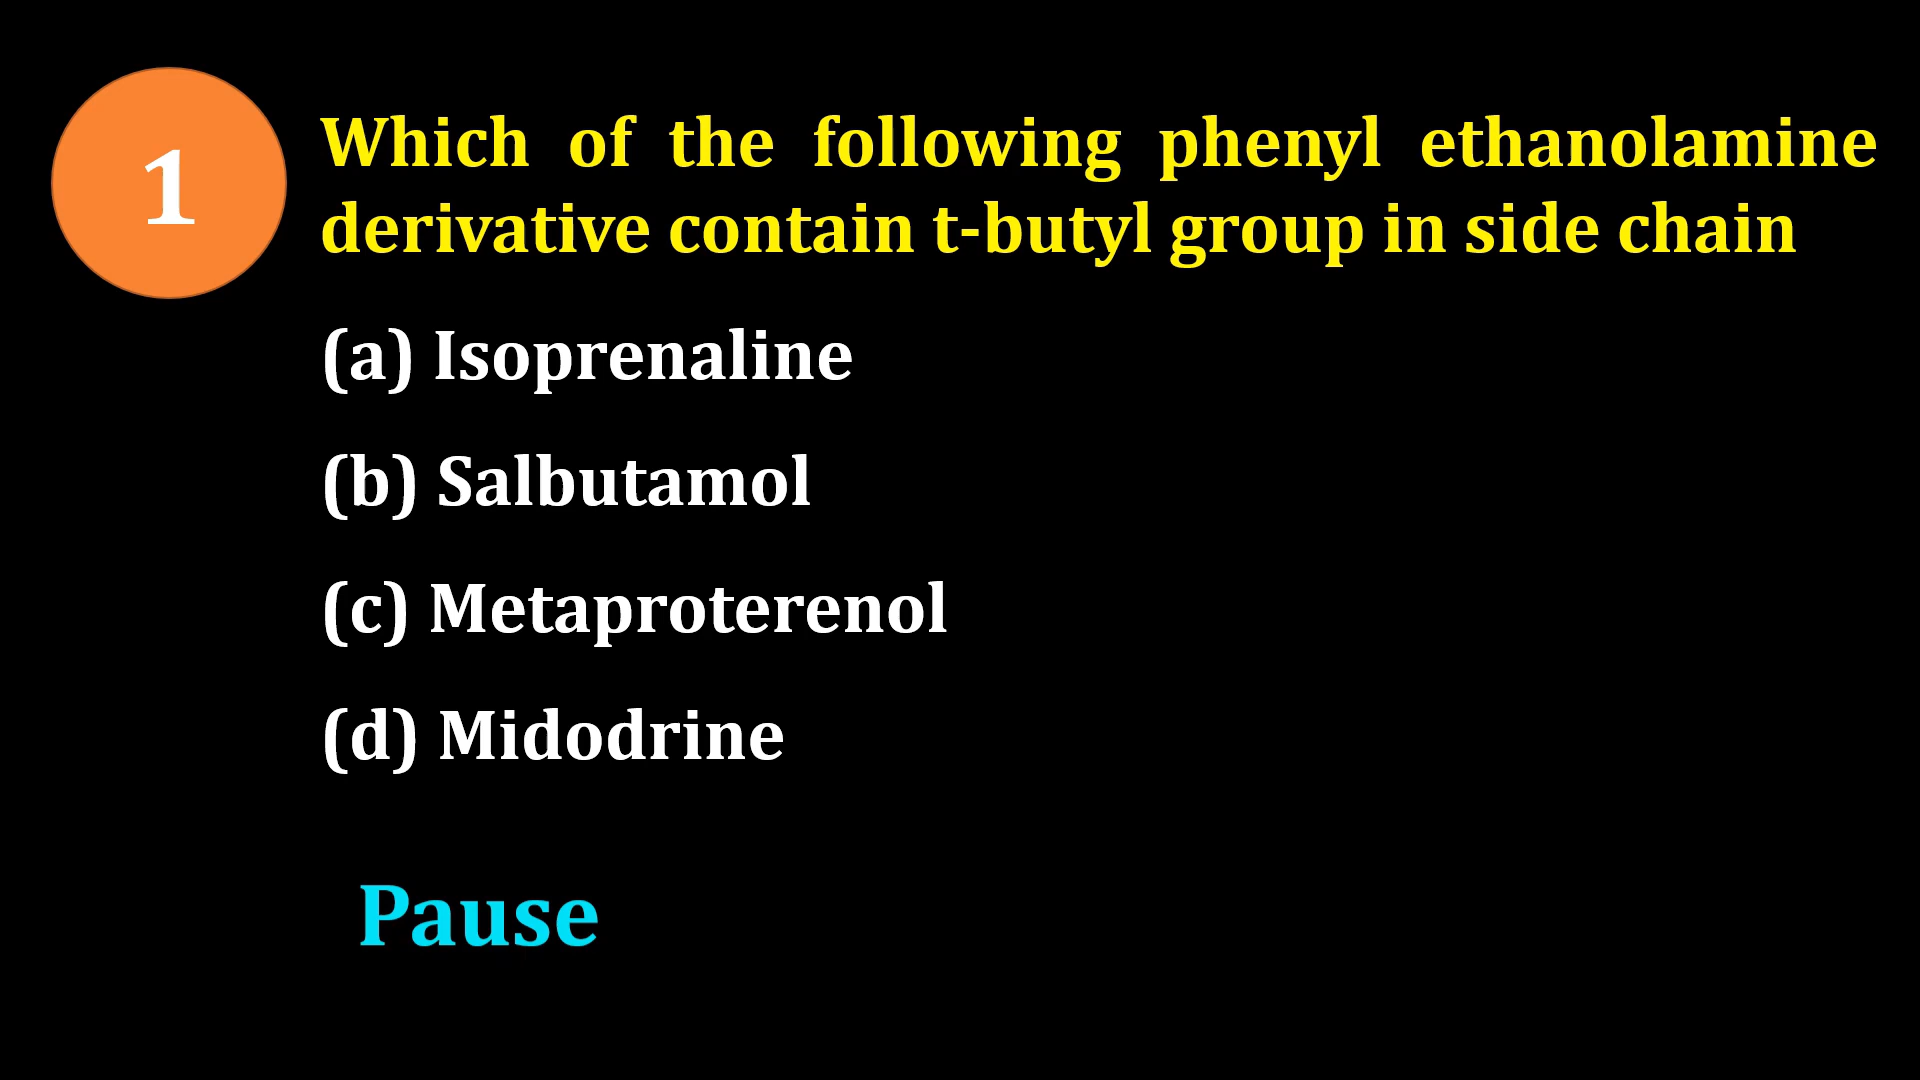 1
Which of the following phenyl ethanolamine
derivative contain t-butyl group in side chain
(a) Isoprenaline
(b) Salbutamol
(c) Metaproterenol
(d) Midodrine
Pause